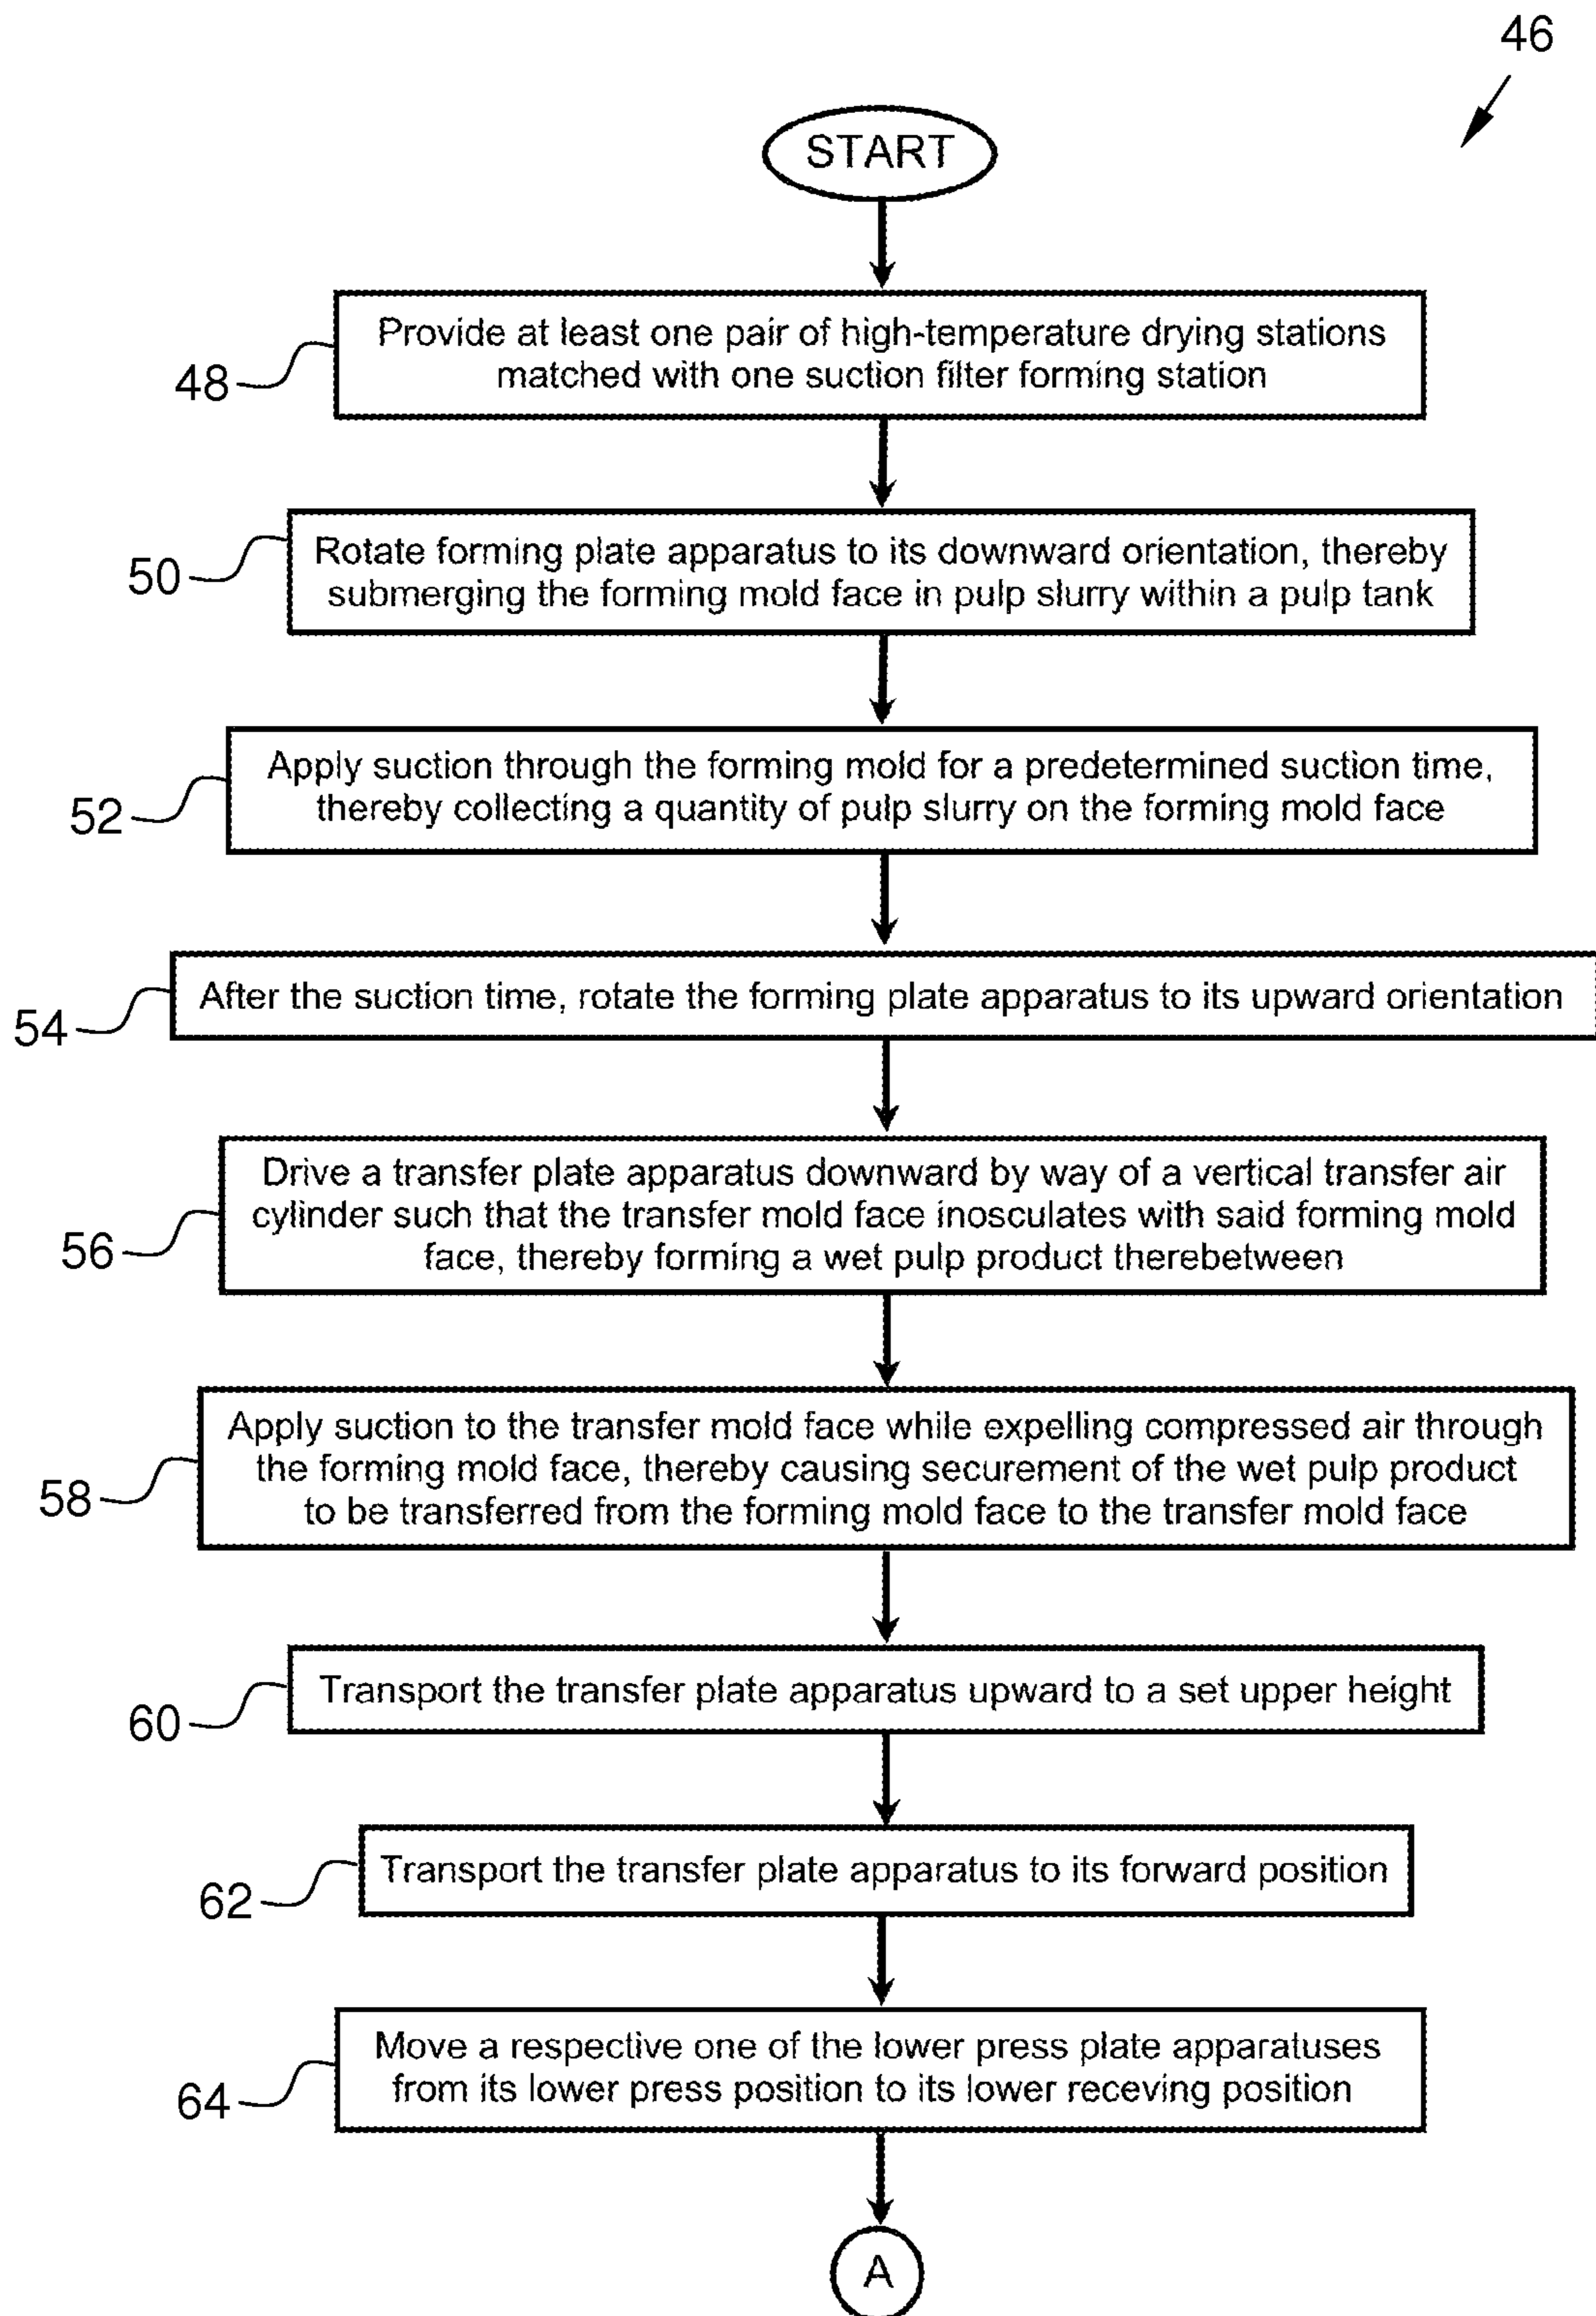 46
START
48
Provide at least one pair of high-temperature drying stations
matched with one suction filter forming station
50
Rotate forming plate apparatus to its downward orientation, thereby
submerging the forming mold face in pulp slurry within a pulp tank
52
Apply suction through the forming mold for a predetermined suction time,
thereby collecting a quantity of pulp slurry on the forming mold face
54
After the suction time, rotate the forming plate apparatus to its upward orientation
56
Drive a transfer plate apparatus downward by way of a vertical transfer air
cylinder such that the transfer mold face inosculates with said forming mold
face, thereby forming a wet pulp product therebetween
58
Apply suction to the transfer mold face while expelling compressed air through
the forming mold face, thereby causing securement of the wet pulp product
to be transferred from the forming mold face to the transfer mold face
60
Transport the transfer plate apparatus upward to a set upper height
62
Transport the transfer plate apparatus to its forward position
64
Move a respective one of the lower press plate apparatuses
from its lower press position to its lower receving position
A